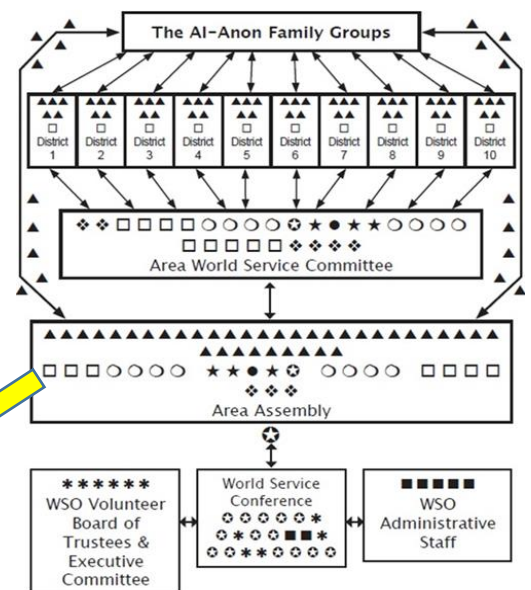 The Al-Anon Family Groups
District 1
District 2
District 3
District 4
District 5
District 6
District 7
District 8
District 9
District 10
Area World Service Committee
Area Assembly
WSO Volunteer
Board of
Trustees &
Executive
Committee
World Service
Conference
WSO
Administrative
Staff